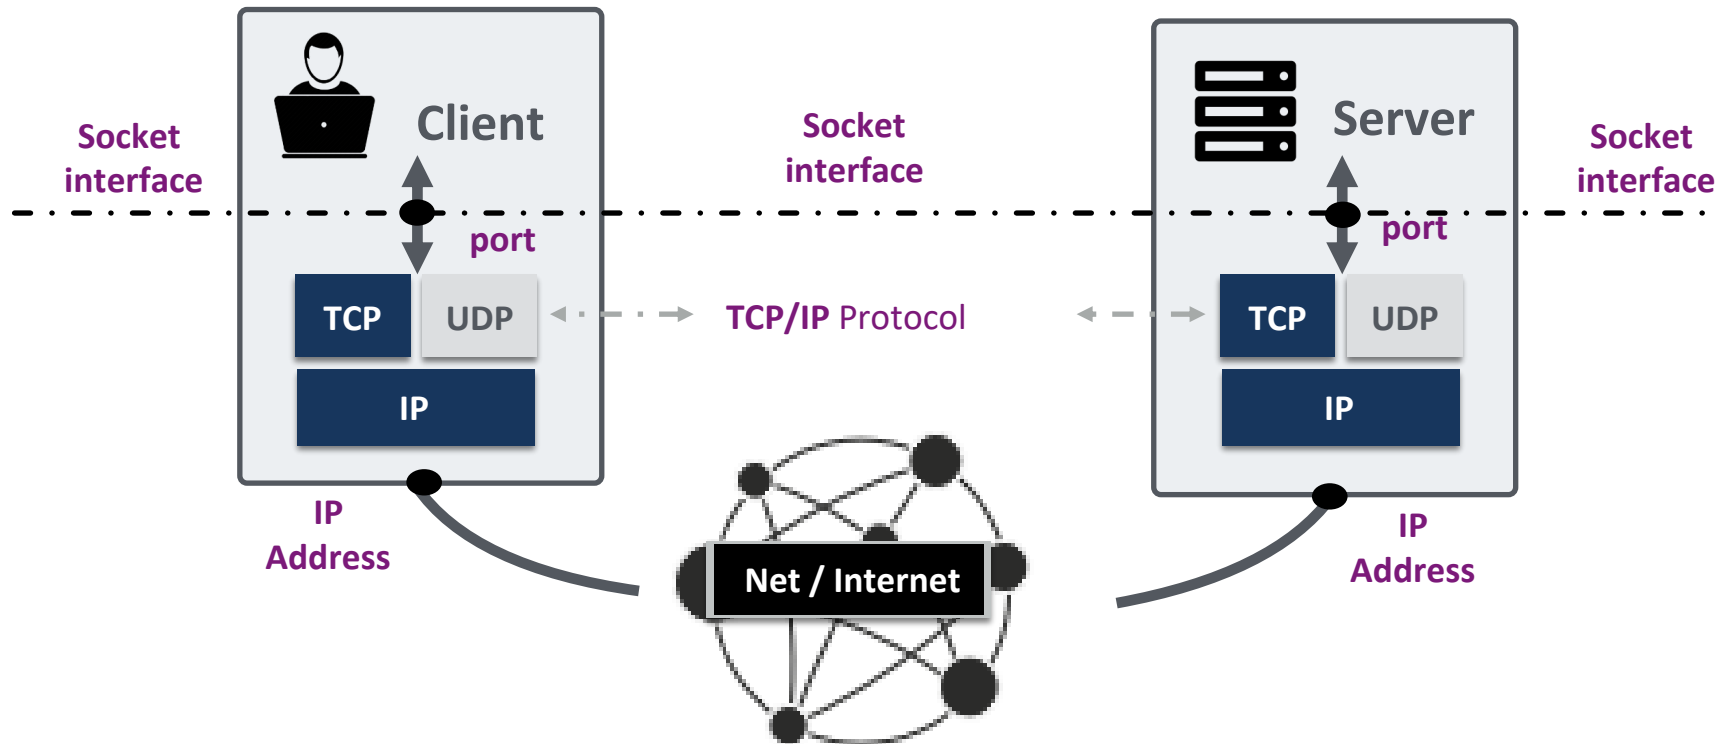 Client
Server
Socket
interface
Socket
interface
Socket
interface
port
port
TCP
UDP
TCP/IP Protocol
TCP
UDP
IP
IP
IP
Address
Net / Internet
IP
Address